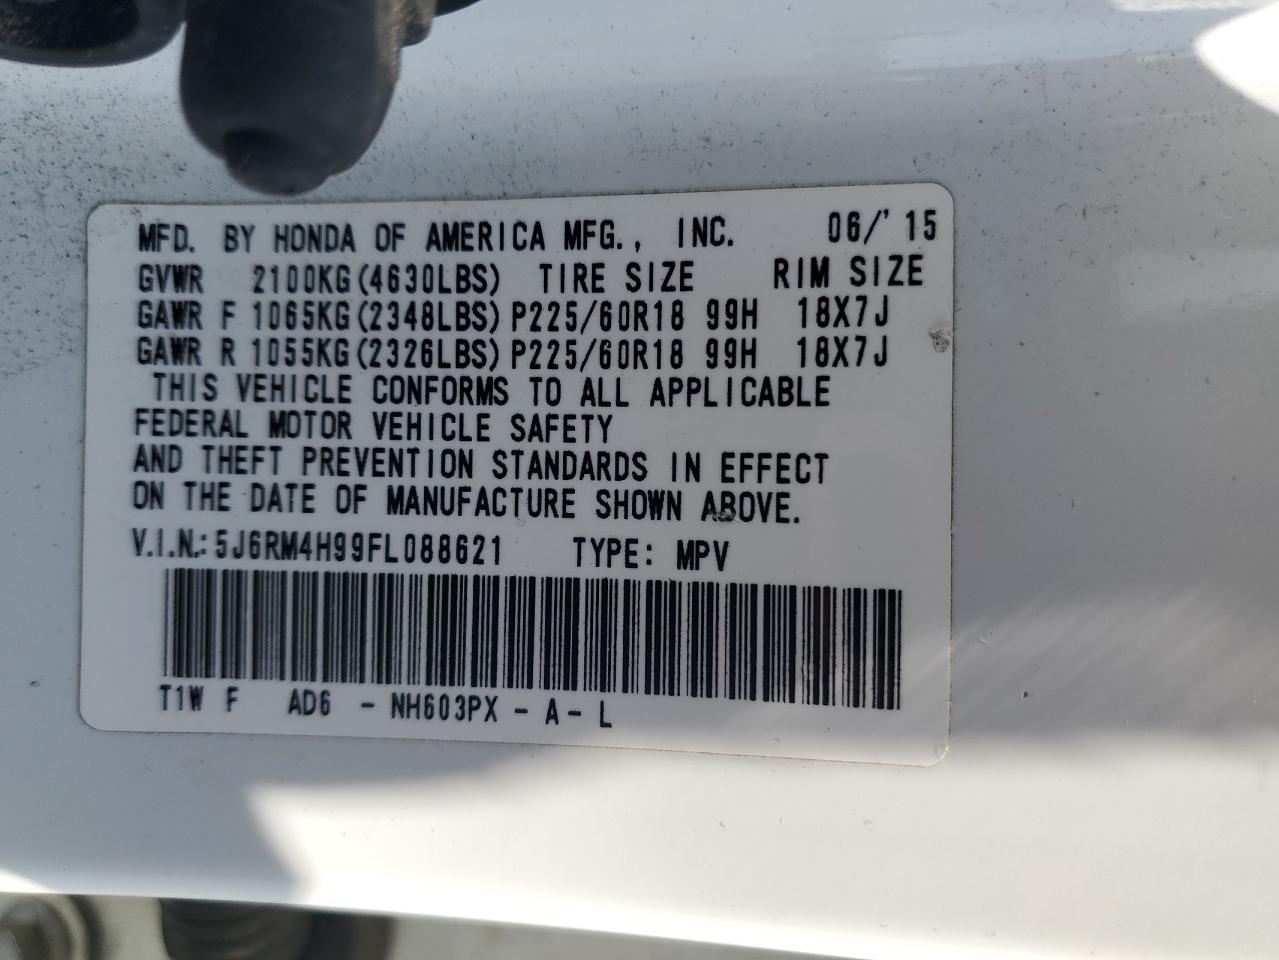 MFD. BY HONDA OF AMERICA MFG., INC. 06/'15
GVWR 2100KG(4630LBS) TIRE SIZE RIM SIZE
GAWR F 1065KG(2348LBS) P225/60R18 99H 18X7J
GAWR R 1055KG(2326LBS) P225/60R18 99H 18X7J
THIS VEHICLE CONFORMS TO ALL APPLICABLE
FEDERAL MOTOR VEHICLE SAFETY
AND THEFT PREVENTION STANDARDS IN EFFECT
ON THE DATE OF MANUFACTURE SHOWN ABOVE.
V.I.N.: 5J6RM4H99FL088621 TYPE: MPV
T1W F AD6 - NH603PX - A - L